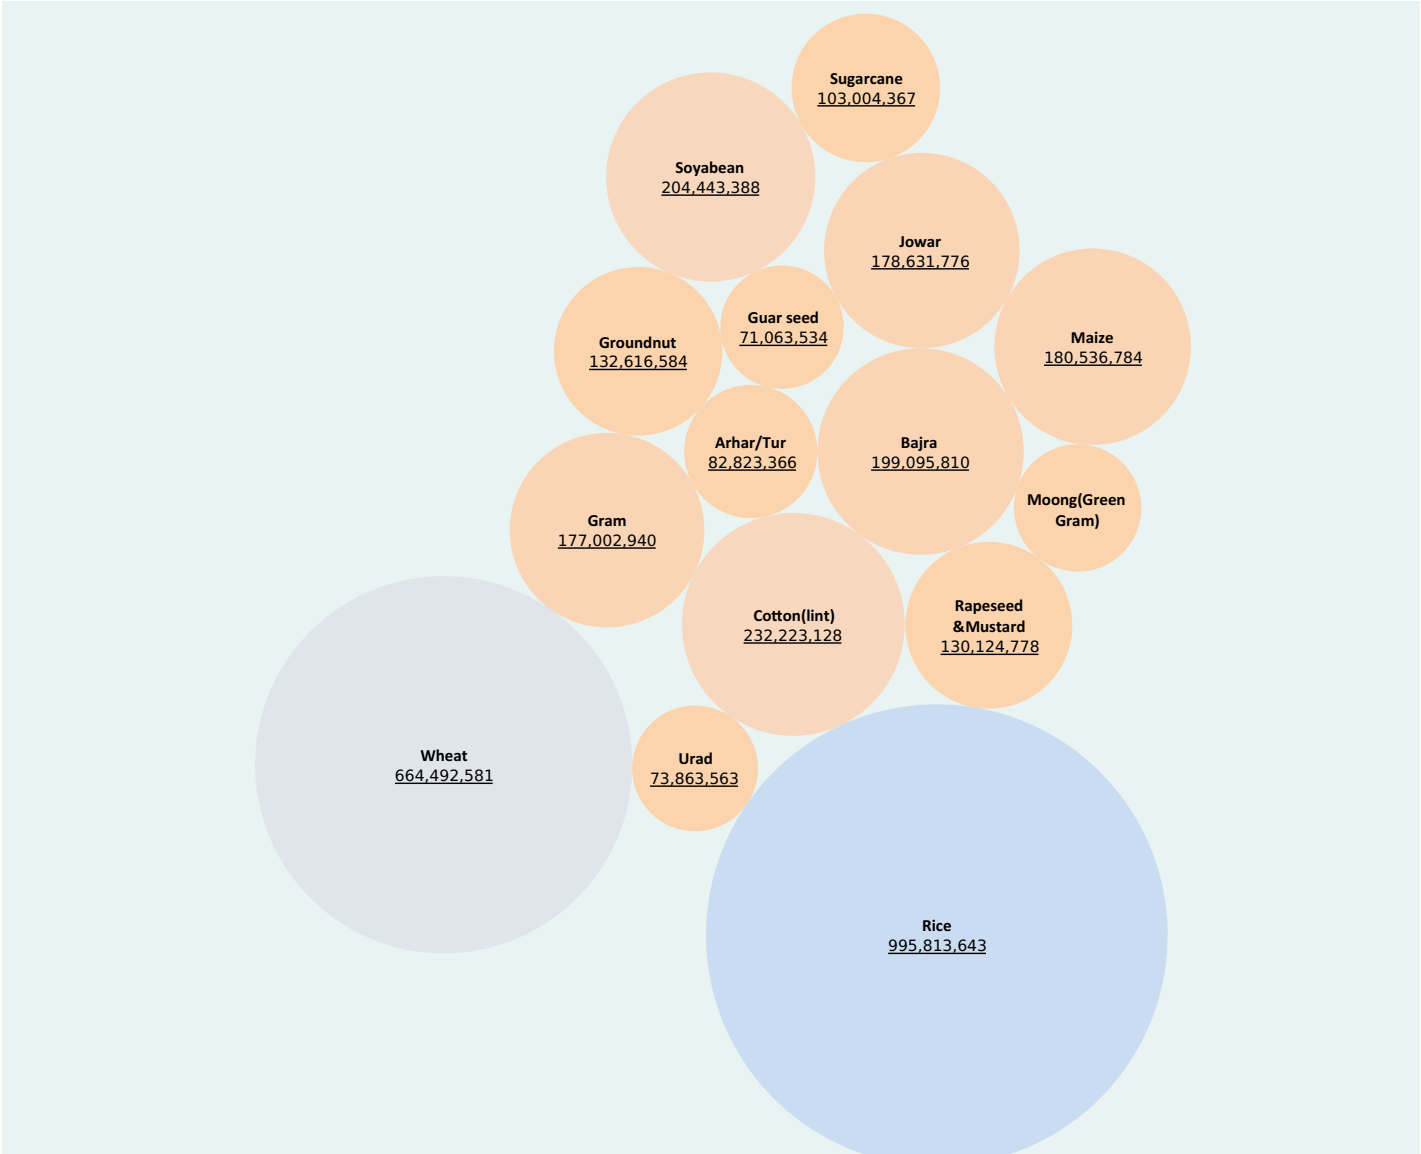 Sugarcane
103,004,367
Soyabean
204,443,388
Jowar
178,631,776
Guar seed
71,063,534
Groundnut
132,616,584
Maize
180,536,784
Arhar/Tur
82,823,366
Bajra
199,095,810
Moong(Green
Gram)
Gram
177,002,940
Cotton(lint)
232,223,128
Rapeseed
&Mustard
130,124,778
Wheat
664,492,581
Urad
73,863,563
Rice
995,813,643